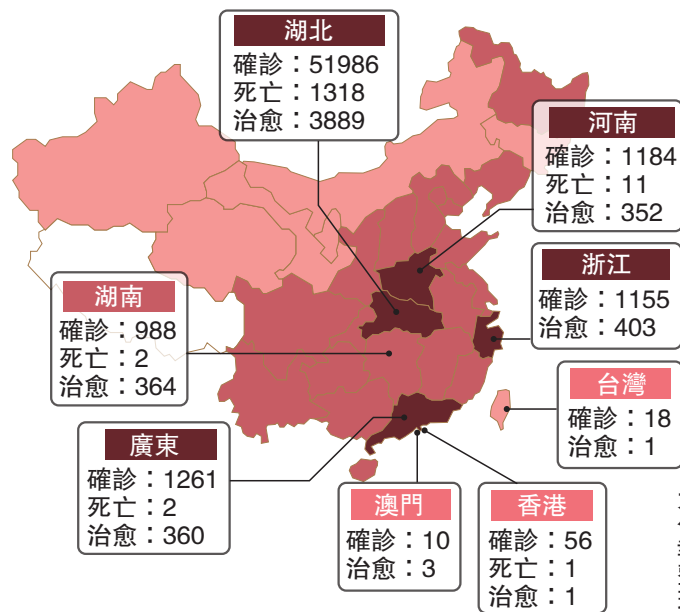 湖北
確診：51986
死亡：1318
治愈：3889
河南
確診：1184
死亡：11
治愈：352
浙江
確診：1155
治愈：403
湖南
確診：988
死亡：2
治愈：364
台灣
確診：18
治愈：1
廣東
確診：1261
死亡：2
治愈：360
澳門
確診：10
治愈：3
香港
確診：56
死亡：1
治愈：1